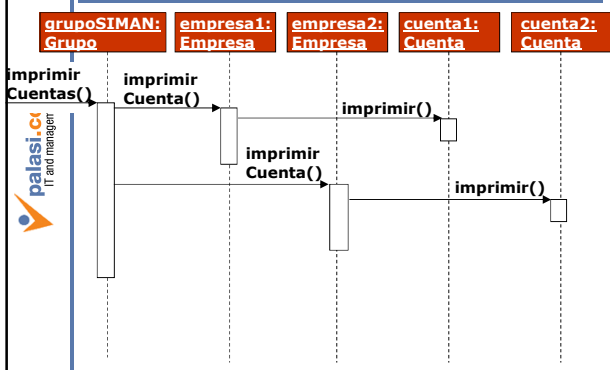 grupoSIMAN:
Grupo
empresa1:
Empresa
empresa2:
Empresa
cuenta1:
Cuenta
cuenta2:
Cuenta
imprimir
Cuentas()
imprimir
Cuenta()
imprimir()
imprimir
Cuenta()
imprimir()
palasi.co
IT and managem